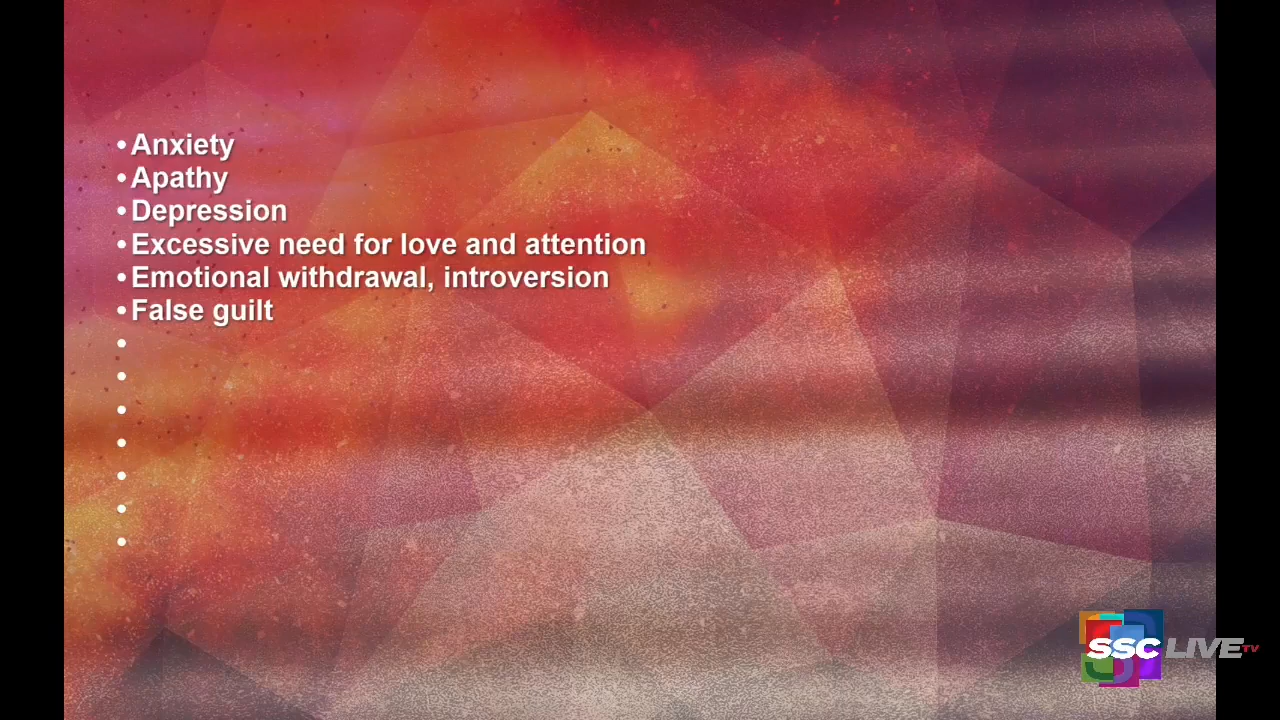 • Anxiety
• Apathy
• Depression
• Excessive need for love and attention
• Emotional withdrawal, introversion
• False guilt
•
•
•
•
•
•
•
SSC LIVE TV